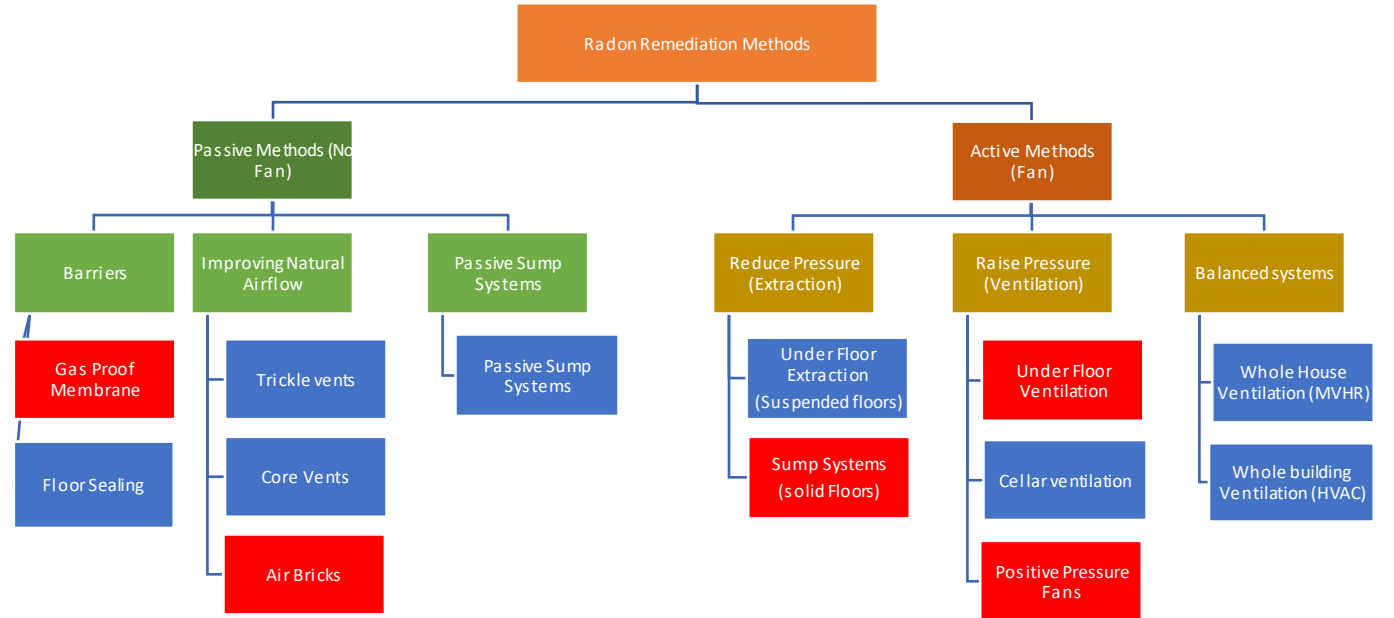 Radon Remediation Methods
Passive Methods (No
Fan)
Active Methods
(Fan)
Barriers
Improving Natural
Airflow
Passive Sump
Systems
Reduce Pressure
(Extraction)
Raise Pressure
(Ventilation)
Balanced systems
Gas Proof
Membrane
Floor Sealing
Trickle vents
Core Vents
Air Bricks
Passive Sump
Systems
Under Floor
Extraction
(Suspended floors)
Sump Systems
(solid Floors)
Under Floor
Ventilation
Cellar ventilation
Positive Pressure
Fans
Whole House
Ventilation (MVHR)
Whole building
Ventilation (HVAC)